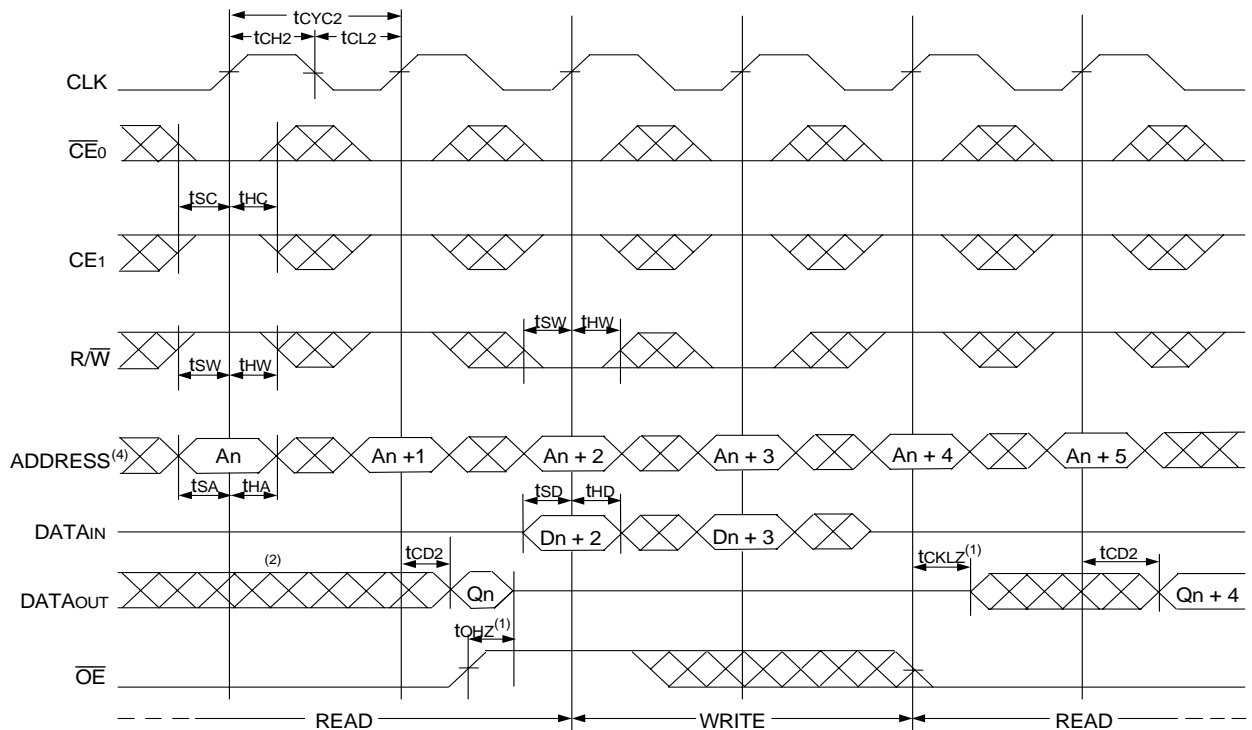 tCYC2
tCH2 tCL2
CLK
CE0
tSC tHC
CE1
tSW tHW
R/W
tSW tHW
ADDRESS(4) An An +1 An + 2 An + 3 An + 4 An + 5
tSA tHA tSD tHD
DATAIN Dn + 2 Dn + 3
(2) tCD2 tCKLZ(1) tCD2
DATAOUT Qn Qn + 4
tOHZ(1)
OE
READ WRITE READ